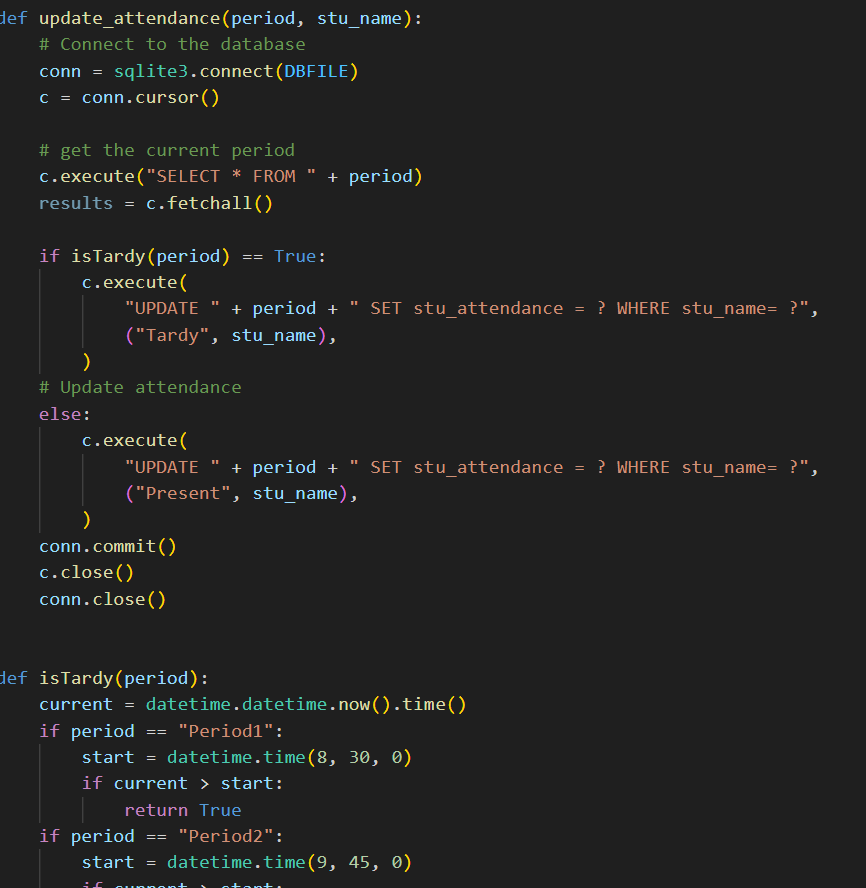 def update_attendance(period, stu_name):
    # Connect to the database
    conn = sqlite3.connect(DBFILE)
    c = conn.cursor()

    # get the current period
    c.execute("SELECT * FROM " + period)
    results = c.fetchall()

    if isTardy(period) == True:
        c.execute(
            "UPDATE " + period + " SET stu_attendance = ? WHERE stu_name= ?",
            ("Tardy", stu_name),
        )
    # Update attendance
    else:
        c.execute(
            "UPDATE " + period + " SET stu_attendance = ? WHERE stu_name= ?",
            ("Present", stu_name),
        )
    conn.commit()
    c.close()
    conn.close()


def isTardy(period):
    current = datetime.datetime.now().time()
    if period == "Period1":
        start = datetime.time(8, 30, 0)
        if current > start:
            return True
    if period == "Period2":
        start = datetime.time(9, 45, 0)
        if current > start: